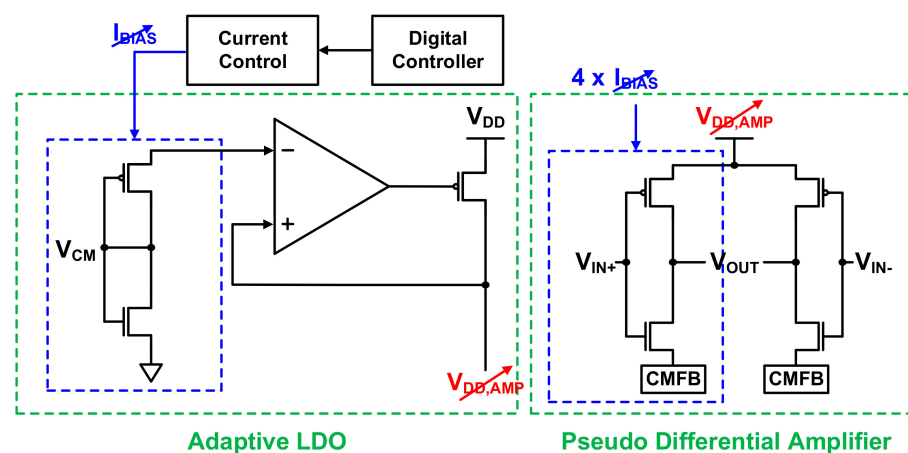 I_BIAS
Current
Control
Digital
Controller
4 x I_BIAS
V_DD
V_DD,AMP
−
+
V_CM
V_IN+
V_OUT
V_IN-
CMFB
CMFB
V_DD,AMP
Adaptive LDO
Pseudo Differential Amplifier